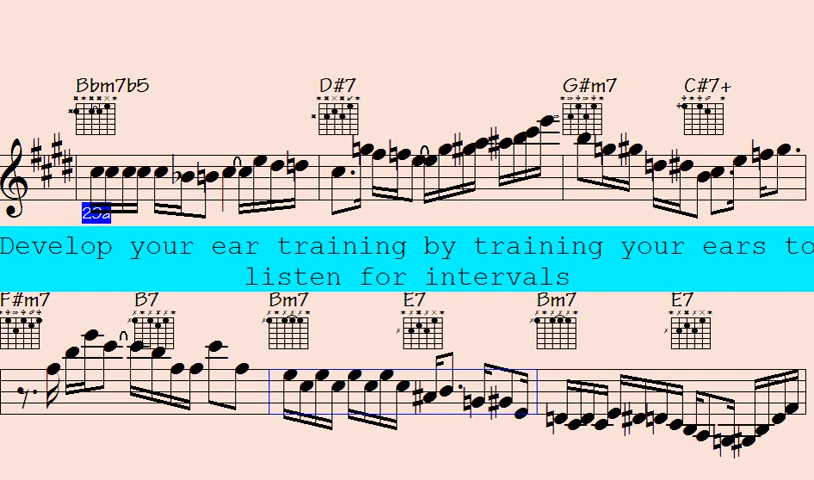 Bbm7b5 D#7 G#m7 C#7+
Develop your ear training by training your ears to
listen for intervals
F#m7 B7 Bm7 E7 Bm7 E7